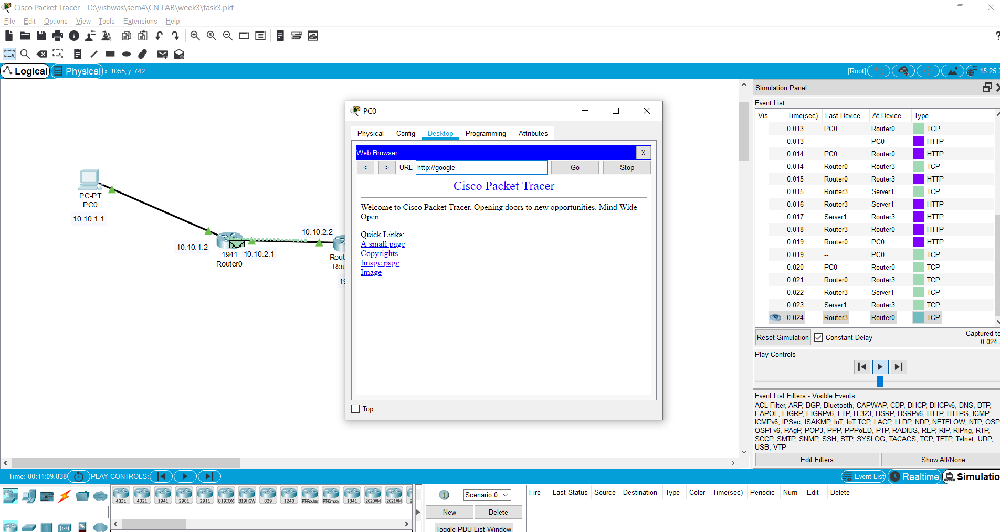 Cisco Packet Tracer - D:\vishwas\sem4\CN LAB\week3\task3.pkt
File Edit Options View Tools Extensions Help
?
Logical Physical x: 1055, y: 742 [Root] 15:25:3
Simulation Panel
Event List
Vis. Time(sec) Last Device At Device Type
0.013 PC0 Router0 TCP
0.013 -- PC0 HTTP
0.014 PC0 Router0 HTTP
0.014 Router0 Router3 TCP
0.015 Router0 Router3 HTTP
0.015 Router3 Server1 TCP
0.016 Router3 Server1 HTTP
0.017 Server1 Router3 HTTP
0.018 Router3 Router0 HTTP
0.019 Router0 PC0 HTTP
0.019 -- PC0 TCP
0.020 PC0 Router0 TCP
0.021 Router0 Router3 TCP
0.022 Router3 Server1 TCP
0.023 Server1 Router3 TCP
0.024 Router3 Router0 TCP
Reset Simulation Constant Delay Captured to
0.024
Play Controls
Event List Filters - Visible Events
ACL Filter, ARP, BGP, Bluetooth, CAPWAP, CDP, DHCP, DHCPv6, DNS, DTP,
EAPOL, EIGRP, EIGRPv6, FTP, H.323, HSRP, HSRPv6, HTTP, HTTPS, ICMP,
ICMPv6, IPSec, ISAKMP, IoT, IoT TCP, LACP, LLDP, NDP, NETFLOW, NTP, OSP
OSPFv6, PAgP, POP3, PPP, PPPoED, PTP, RADIUS, REP, RIP, RIPng, RTP,
SCCP, SMTP, SNMP, SSH, STP, SYSLOG, TACACS, TCP, TFTP, Telnet, UDP,
USB, VTP
Edit Filters Show All/None
PC-PT
PC0
10.10.1.1
10.10.1.2
1941
Router0
10.10.2.1
10.10.2.2
Rout
Rou
19
PC0
Physical Config Desktop Programming Attributes
Web Browser X
< > URL http://google Go Stop
Cisco Packet Tracer
Welcome to Cisco Packet Tracer. Opening doors to new opportunities. Mind Wide
Open.
Quick Links:
A small page
Copyrights
Image page
Image
Top
Time: 00:11:09.838 PLAY CONTROLS: Event List Realtime Simulatio
4331 4321 1941 2901 2911 819IOX 819HGW 829 1240 PT-Router PT-Empty 1841 2620XM 2621XM 2
1 Scenario 0
New Delete
Toggle PDU List Window
Fire Last Status Source Destination Type Color Time(sec) Periodic Num Edit Delete